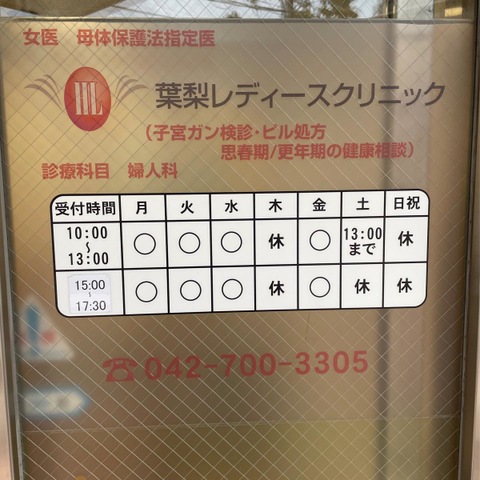 女医 母体保護法指定医
HL
葉梨レディースクリニック
(子宮ガン検診・ピル処方
思春期/更年期の健康相談)
診療科目 婦人科
受付時間 月 火 水 木 金 土 日祝
10:00～13:00 ○ ○ ○ 休 ○ 13:00まで 休
15:00～17:30 ○ ○ ○ 休 ○ 休 休
☎042-700-3305